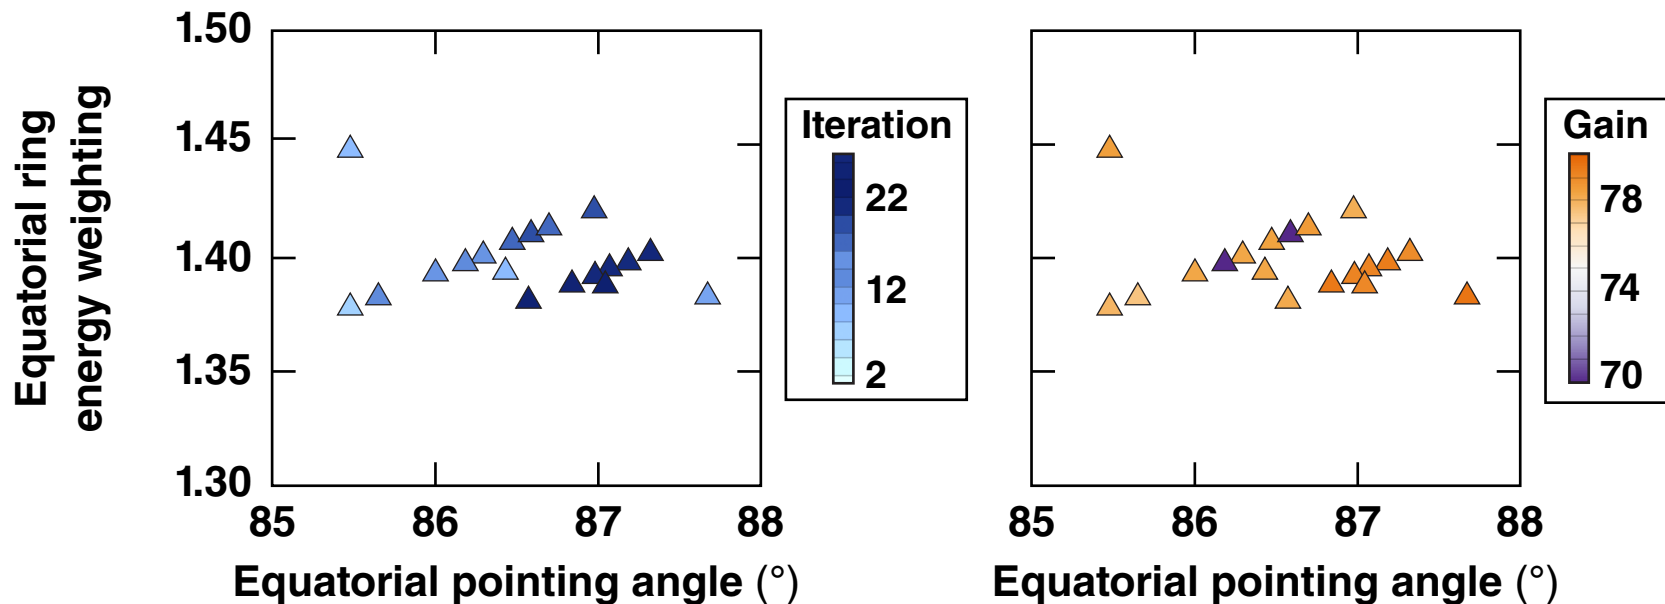 Equatorial ring
energy weighting
1.50
1.45
1.40
1.35
1.30
85 86 87 88
Equatorial pointing angle (°)
Iteration
22
12
2
85 86 87 88
Equatorial pointing angle (°)
Gain
78
74
70